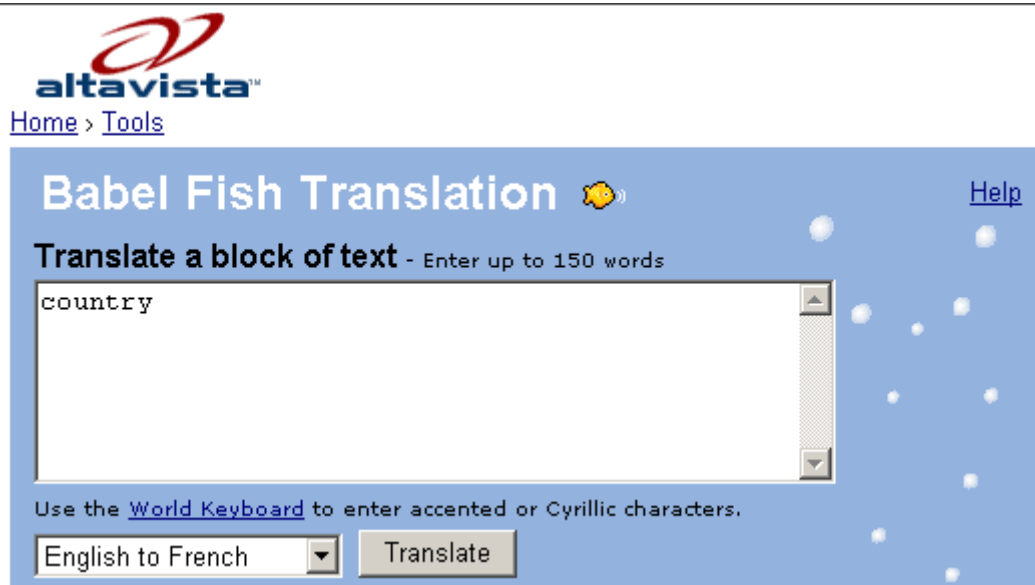 altavista™
Home > Tools
Babel Fish Translation
Help
Translate a block of text - Enter up to 150 words
country
Use the World Keyboard to enter accented or Cyrillic characters.
English to French Translate